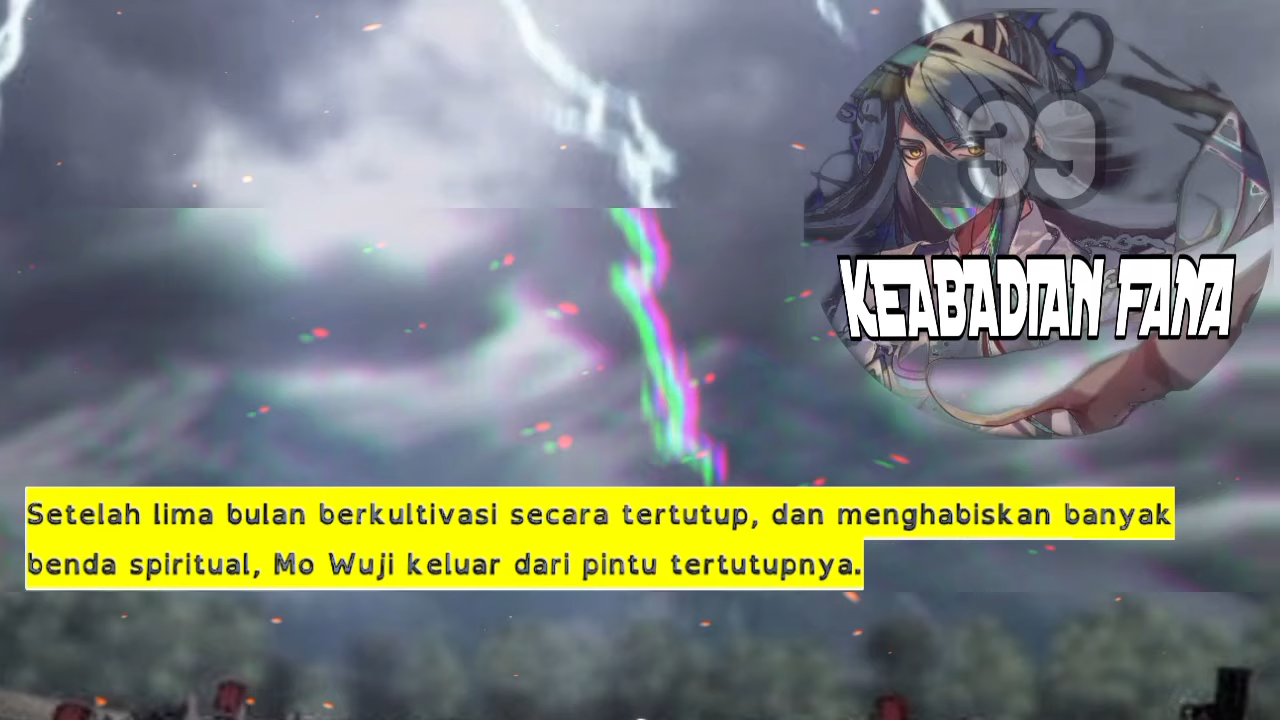 39
KEABADIAN FANA
Setelah lima bulan berkultivasi secara tertutup, dan menghabiskan banyak
benda spiritual, Mo Wuji keluar dari pintu tertutupnya.